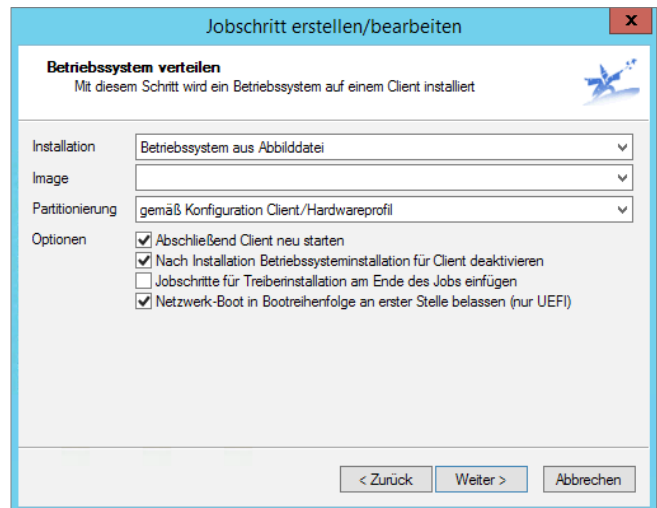 Jobschritt erstellen/bearbeiten
x
Betriebssystem verteilen
Mit diesem Schritt wird ein Betriebssystem auf einem Client installiert
Installation Betriebssystem aus Abbilddatei
Image
Partitionierung gemäß Konfiguration Client/Hardwareprofil
Optionen Abschließend Client neu starten
Nach Installation Betriebssysteminstallation für Client deaktivieren
Jobschritte für Treiberinstallation am Ende des Jobs einfügen
Netzwerk-Boot in Bootreihenfolge an erster Stelle belassen (nur UEFI)
< Zurück Weiter > Abbrechen